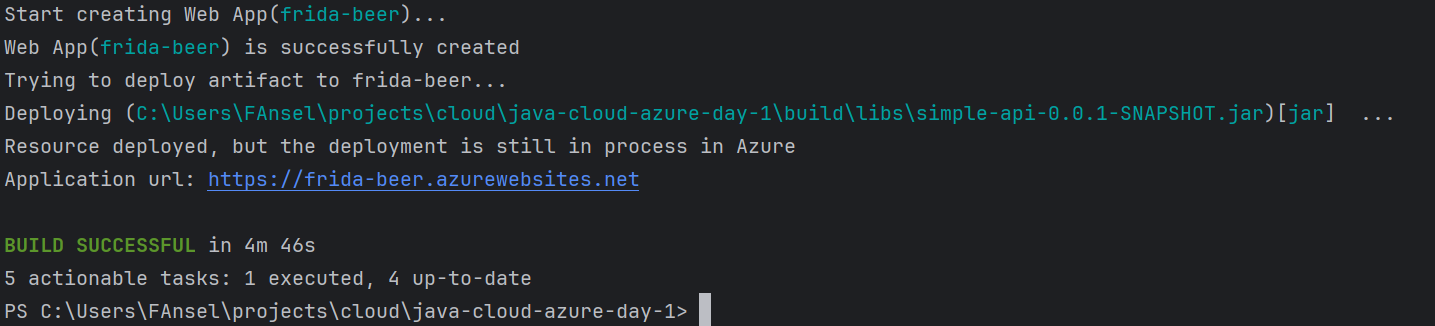 Start creating Web App(frida-beer)...
Web App(frida-beer) is successfully created
Trying to deploy artifact to frida-beer...
Deploying (C:\Users\FAnsel\projects\cloud\java-cloud-azure-day-1\build\libs\simple-api-0.0.1-SNAPSHOT.jar)[jar]  ...
Resource deployed, but the deployment is still in process in Azure
Application url: https://frida-beer.azurewebsites.net
BUILD SUCCESSFUL in 4m 46s
5 actionable tasks: 1 executed, 4 up-to-date
PS C:\Users\FAnsel\projects\cloud\java-cloud-azure-day-1>